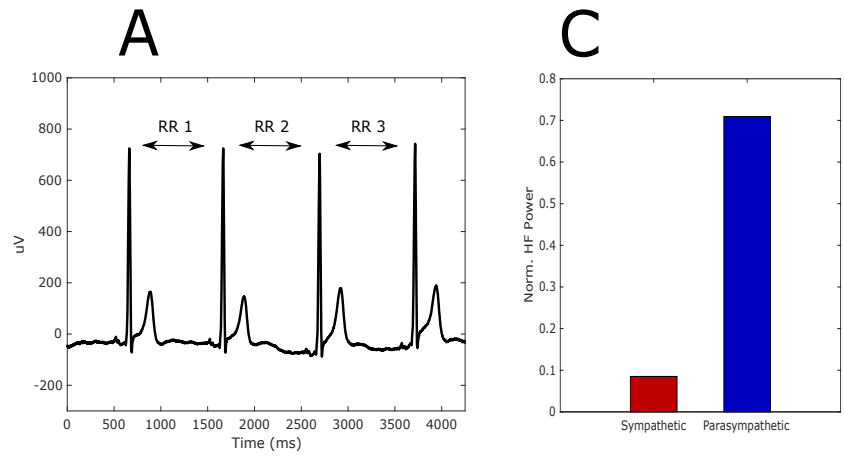 A
1000
800
600
400
200
0
-200
uV
RR 1 RR 2 RR 3
0 500 1000 1500 2000 2500 3000 3500 4000
Time (ms)
C
0.8
0.7
0.6
0.5
0.4
0.3
0.2
0.1
0
Norm. HF Power
Sympathetic Parasympathetic